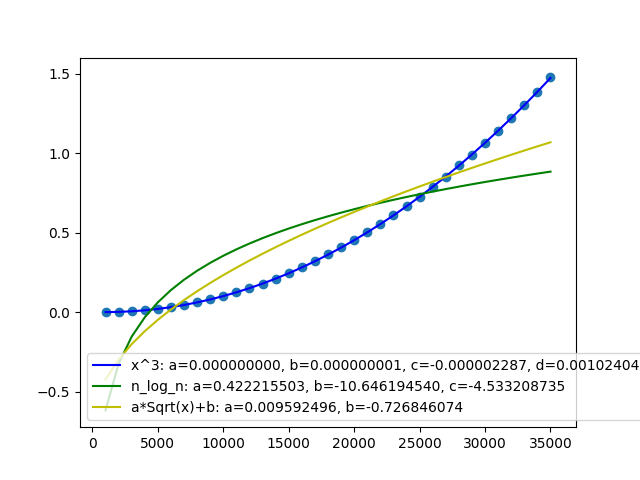 1.5
1.0
0.5
0.0
−0.5
x^3: a=0.000000000, b=0.000000001, c=-0.000002287, d=0.00102404
n_log_n: a=0.422215503, b=-10.646194540, c=-4.533208735
a*Sqrt(x)+b: a=0.009592496, b=-0.726846074
0 5000 10000 15000 20000 25000 30000 35000